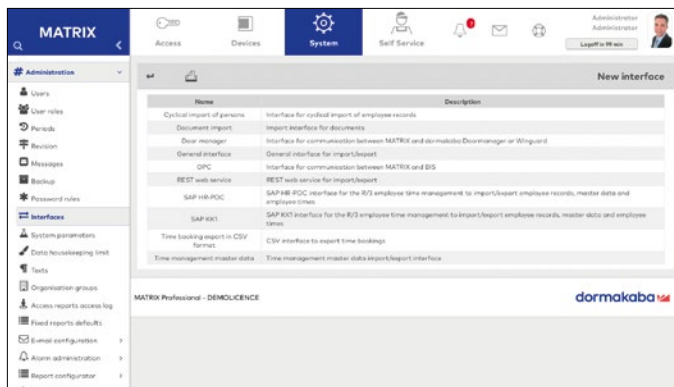 MATRIX
Access
Devices
System
Self Service
Administrator
Administrator
Logoff in 99 min
Administration
Users
User roles
Periods
Revision
Messages
Backup
Password rules
Interfaces
System parameters
Data housekeeping limit
Texts
Organisation groups
Access reports access log
Fixed reports defaults
E-mail configuration
Alarm administration
Report configurator
New interface
Name Description
Cyclical import of persons Interface for cyclical import of employee records
Document import Import interface for documents
Door manager Interface for communication between MATRIX and dormakaba Doormanager or Winguard
General interface General interface for import/export
OPC Interface for communication between MATRIX and BIS
REST web service REST web service for import/export
SAP HR-PDC SAP HR-PDC interface for the R/3 employee time management to import/export employee records, master data and
employee times
SAP KK1 SAP KK1 interface for the R/3 employee time management to import/export employee records, master data and employee
times
Time booking export in CSV
format CSV interface to export time bookings
Time management master data Time management master data import/export interface
MATRIX Professional - DEMOLICENCE
dormakaba